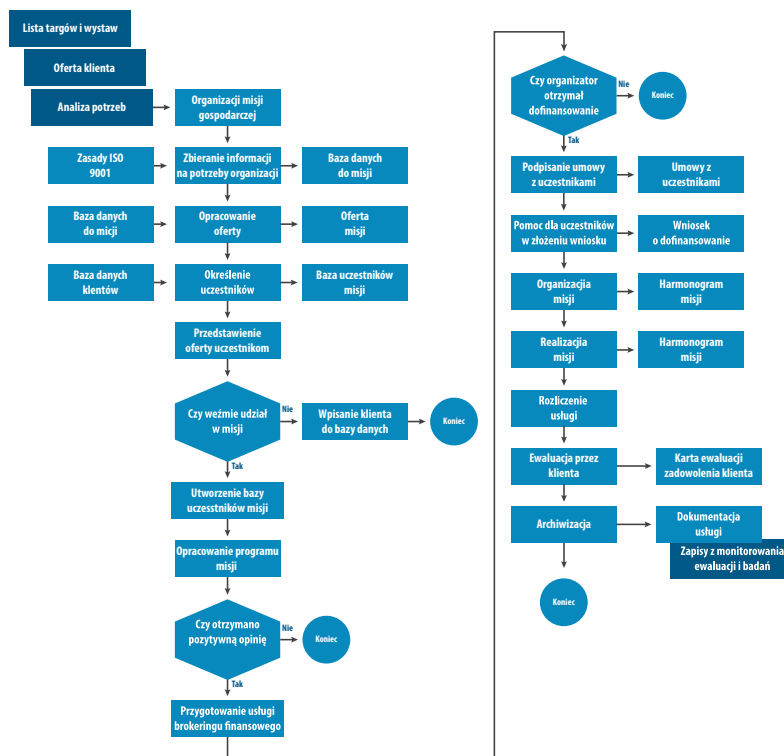 Lista targów i wystaw
Oferta klienta
Analiza potrzeb
Organizacji misji
gospodarczej
Zasady ISO
9001
Zbieranie informacji
na potrzeby organizacji
Baza danych
do misji
Baza danych
do micji
Opracowanie
oferty
Oferta
misji
Baza danych
klentów
Określenie
uczestników
Baza uczestników
misji
Przedstawienie
oferty uczestnikom
Czy weźmie udział
w misji
Nie
Wpisanie klienta
do bazy danych
Koniec
Tak
Utworzenie bazy
uczesstników misji
Opracowanie programu
misji
Czy otrzymano
pozytywną opinię
Nie
Koniec
Tak
Przygotowanie usługi
brokeringu finansowego
Czy organizator
otrzymał
dofinansowanie
Nie
Koniec
Tak
Podpisanie umowy
z uczestnikami
Umowy z
uczestnikami
Pomoc dla uczestników
w złożeniu wniosku
Wniosek
o dofinansowanie
Organizacjia
misji
Harmonogram
misji
Realizacjia
misji
Harmonogram
misji
Rozliczenie
usługi
Ewaluacja przez
klienta
Karta ewaluacji
zadowolenia klienta
Archiwizacja
Dokumentacja
usługi
Zapisy z monitorowania
ewaluacji i badań
Koniec